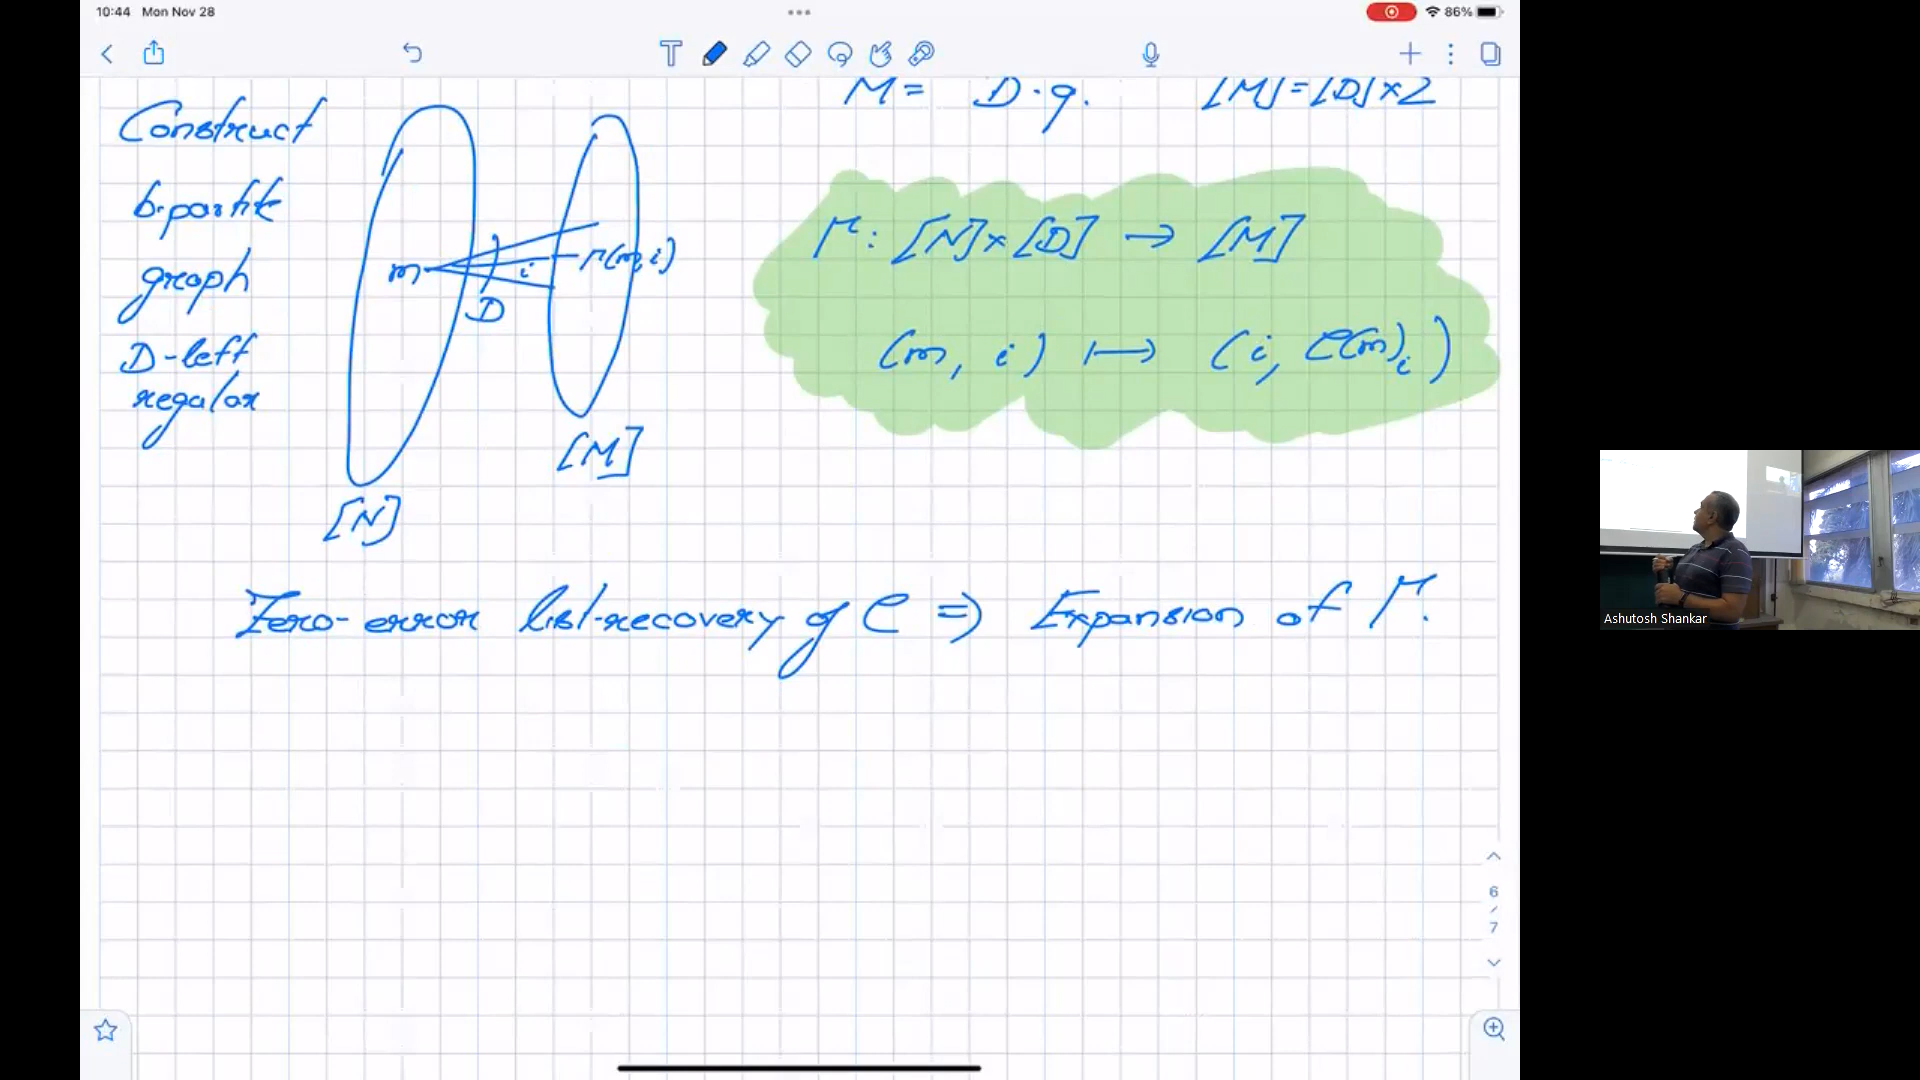 10:44 Mon Nov 28
86%
M = D·q. [M]=[D]×Σ
Construct
bipartite
graph
D-left
regular
m
i
Γ(m,i)
D
[N]
[M]
Γ: [N]×[D] → [M]
(m, i) ↦ (i, C(m)_i)
Zero-error list-recovery of C ⇒ Expansion of Γ.
6
7
Ashutosh Shankar